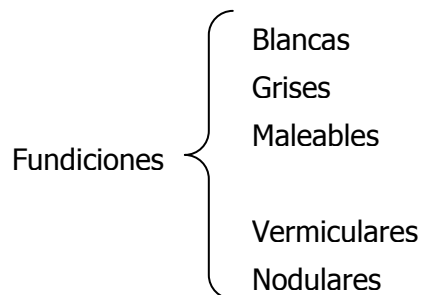 Blancas
Grises
Maleables
Fundiciones
Vermiculares
Nodulares